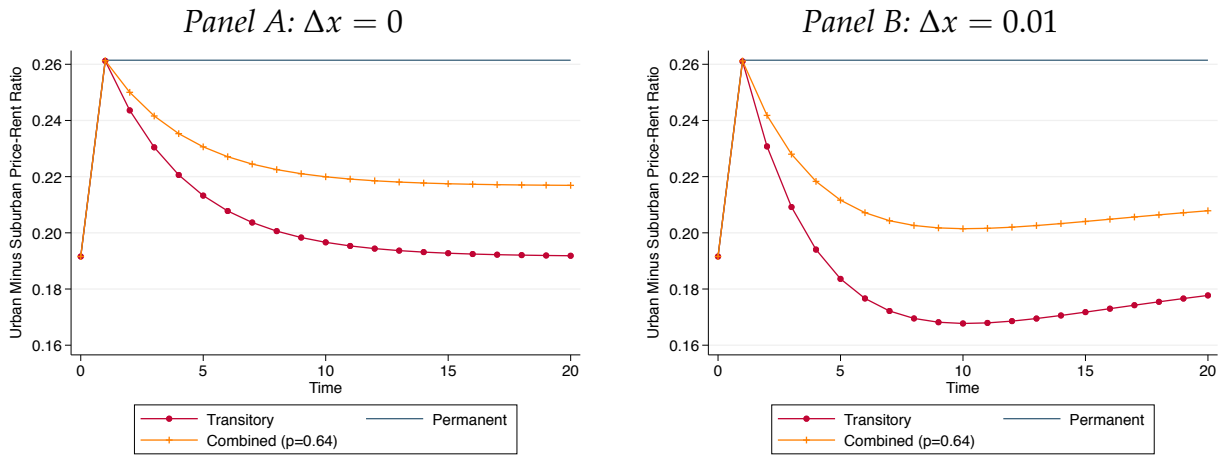 Panel A: Δx = 0
Urban Minus Suburban Price-Rent Ratio
0.26
0.24
0.22
0.20
0.18
0.16
0 5 10 15 20
Time
Transitory Permanent
Combined (p=0.64)
Panel B: Δx = 0.01
Urban Minus Suburban Price-Rent Ratio
0.26
0.24
0.22
0.20
0.18
0.16
0 5 10 15 20
Time
Transitory Permanent
Combined (p=0.64)